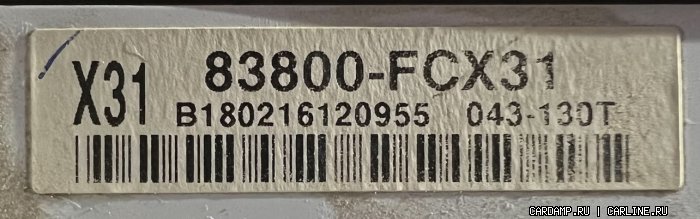 X31 83800-FCX31
B180216120955 043-130T
CARDAMP.RU | CARLINE.RU